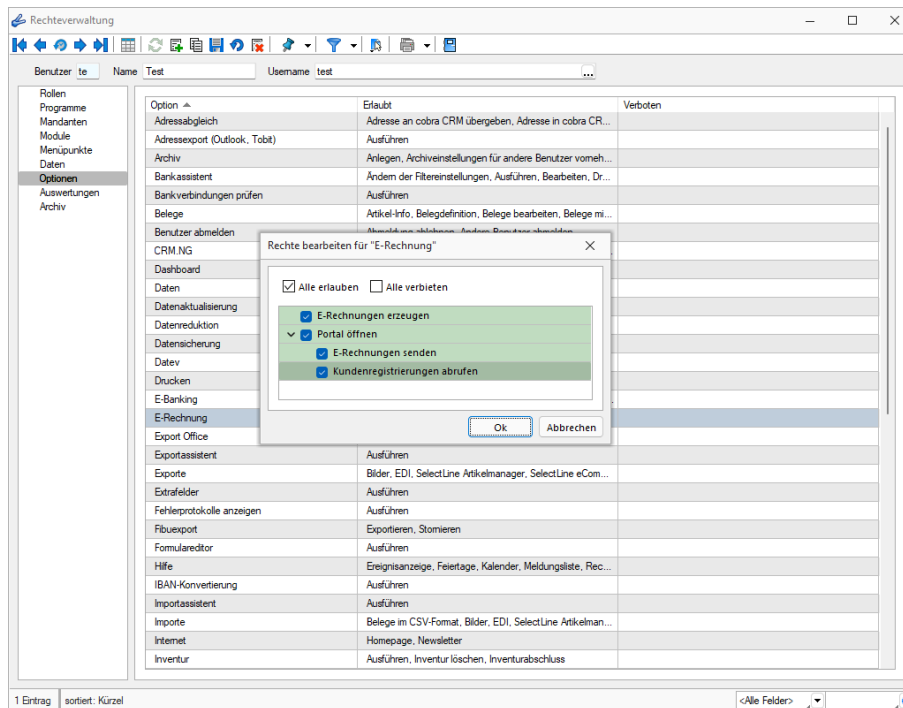 Rechteverwaltung
Benutzer te Name Test Username test ...
Rollen
Programme
Mandanten
Module
Menüpunkte
Daten
Optionen
Auswertungen
Archiv
Option Erlaubt Verboten
Adressabgleich Adresse an cobra CRM übergeben, Adresse in cobra CR...
Adressexport (Outlook, Tobit) Ausführen
Archiv Anlegen, Archiveinstellungen für andere Benutzer vorneh...
Bankassistent Ändern der Filtereinstellungen, Ausführen, Bearbeiten, Dr...
Bankverbindungen prüfen Ausführen
Belege Artikel-Info, Belegdefinition, Belege bearbeiten, Belege mi...
Benutzer abmelden Abmeldung ablehnen, Andere Benutzer abmelden
CRM.NG
Dashboard
Daten
Datenaktualisierung
Datenreduktion
Datensicherung
Datev
Drucken
E-Banking
E-Rechnung
Export Office
Rechte bearbeiten für "E-Rechnung"
Alle erlauben Alle verbieten
E-Rechnungen erzeugen
Portal öffnen
E-Rechnungen senden
Kundenregistrierungen abrufen
Ok Abbrechen
Exportassistent Ausführen
Exporte Bilder, EDI, SelectLine Artikelmanager, SelectLine eCom...
Extrafelder Ausführen
Fehlerprotokolle anzeigen Ausführen
Fibuexport Exportieren, Stornieren
Formulareditor Ausführen
Hilfe Ereignisanzeige, Feiertage, Kalender, Meldungsliste, Rec...
IBAN-Konvertierung Ausführen
Importassistent Ausführen
Importe Belege im CSV-Format, Bilder, EDI, SelectLine Artikelman...
Internet Homepage, Newsletter
Inventur Ausführen, Inventur löschen, Inventurabschluss
1 Eintrag sortiert: Kürzel <Alle Felder>